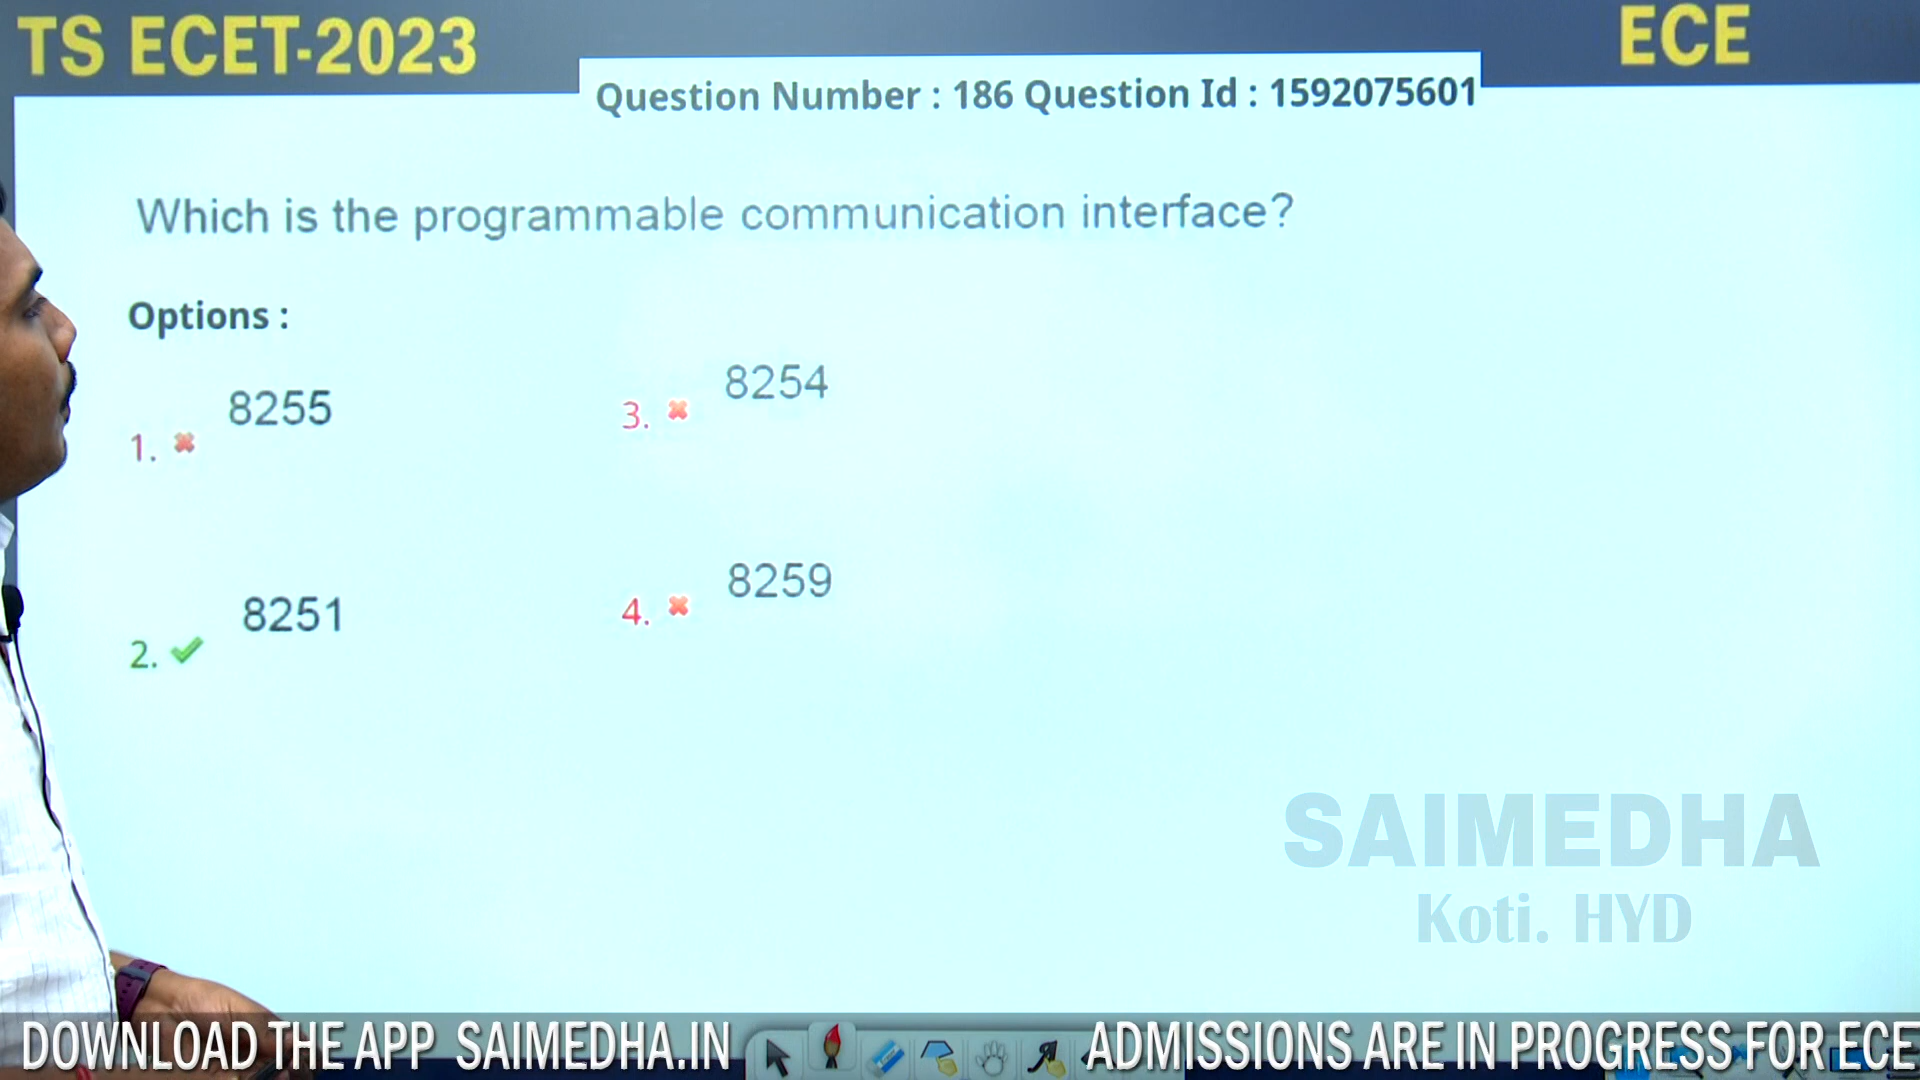 TS ECET-2023
ECE
Question Number : 186 Question Id : 1592075601
Which is the programmable communication interface?
Options :
1. 8255
3. 8254
2. 8251
4. 8259
SAIMEDHA
Koti. HYD
DOWNLOAD THE APP SAIMEDHA.IN
ADMISSIONS ARE IN PROGRESS FOR ECE